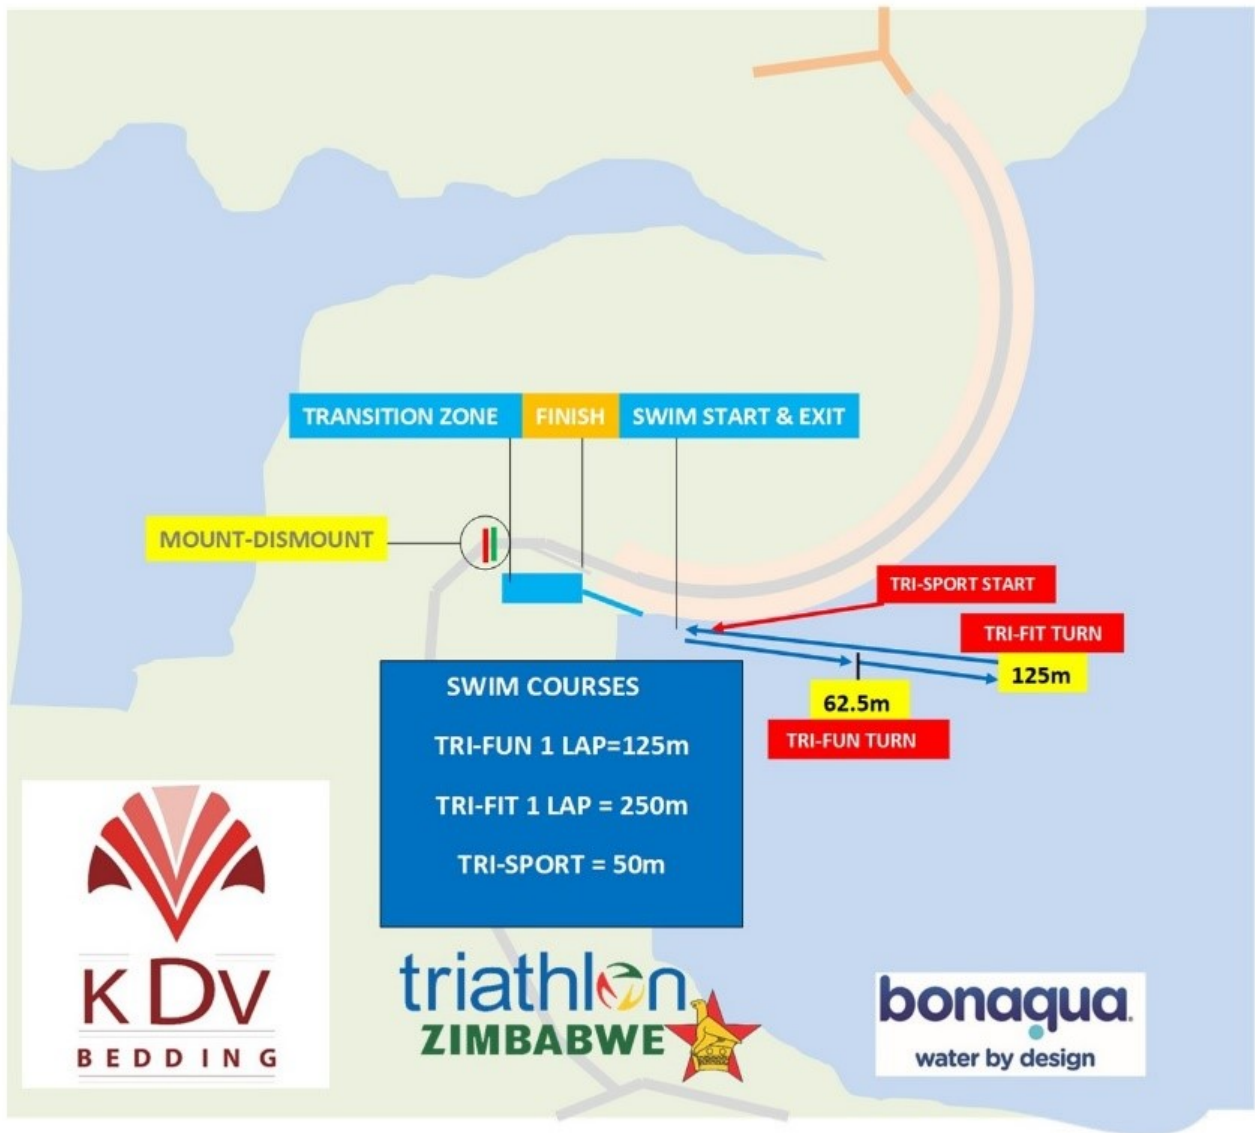 TRANSITION ZONE
FINISH
SWIM START & EXIT
MOUNT-DISMOUNT
TRI-SPORT START
TRI-FIT TURN
125m
62.5m
TRI-FUN TURN
SWIM COURSES
TRI-FUN 1 LAP=125m
TRI-FIT 1 LAP = 250m
TRI-SPORT = 50m
KDV
BEDDING
triathlon
ZIMBABWE
bonaqua.
water by design